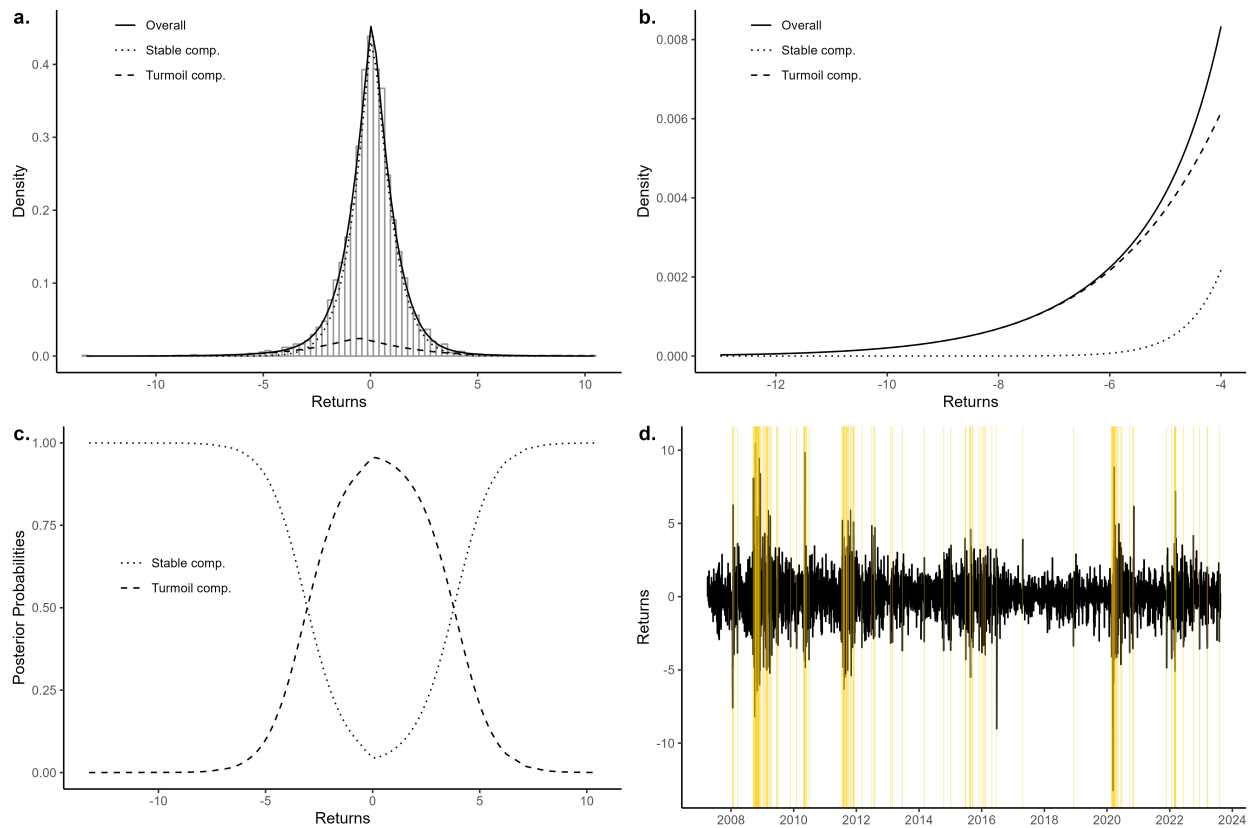 a.
Overall
Stable comp.
Turmoil comp.
0.4
0.3
0.2
0.1
0.0
Density
-10 -5 0 5 10
Returns
b.
Overall
Stable comp.
Turmoil comp.
0.008
0.006
0.004
0.002
0.000
Density
-12 -10 -8 -6 -4
Returns
c.
1.00
0.75
0.50
0.25
0.00
Stable comp.
Turmoil comp.
Posterior Probabilities
-10 -5 0 5 10
Returns
d.
10
5
0
-5
-10
Returns
2008 2010 2012 2014 2016 2018 2020 2022 2024